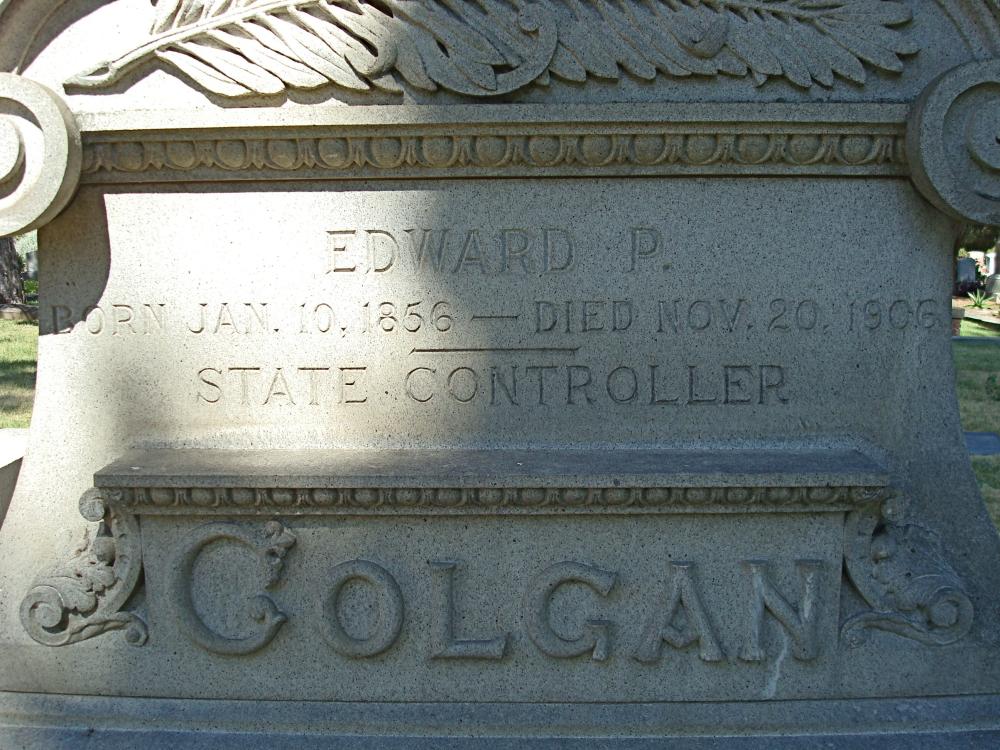 EDWARD P.
BORN JAN. 10, 1856 — DIED NOV. 20, 1906
STATE CONTROLLER
COLGAN